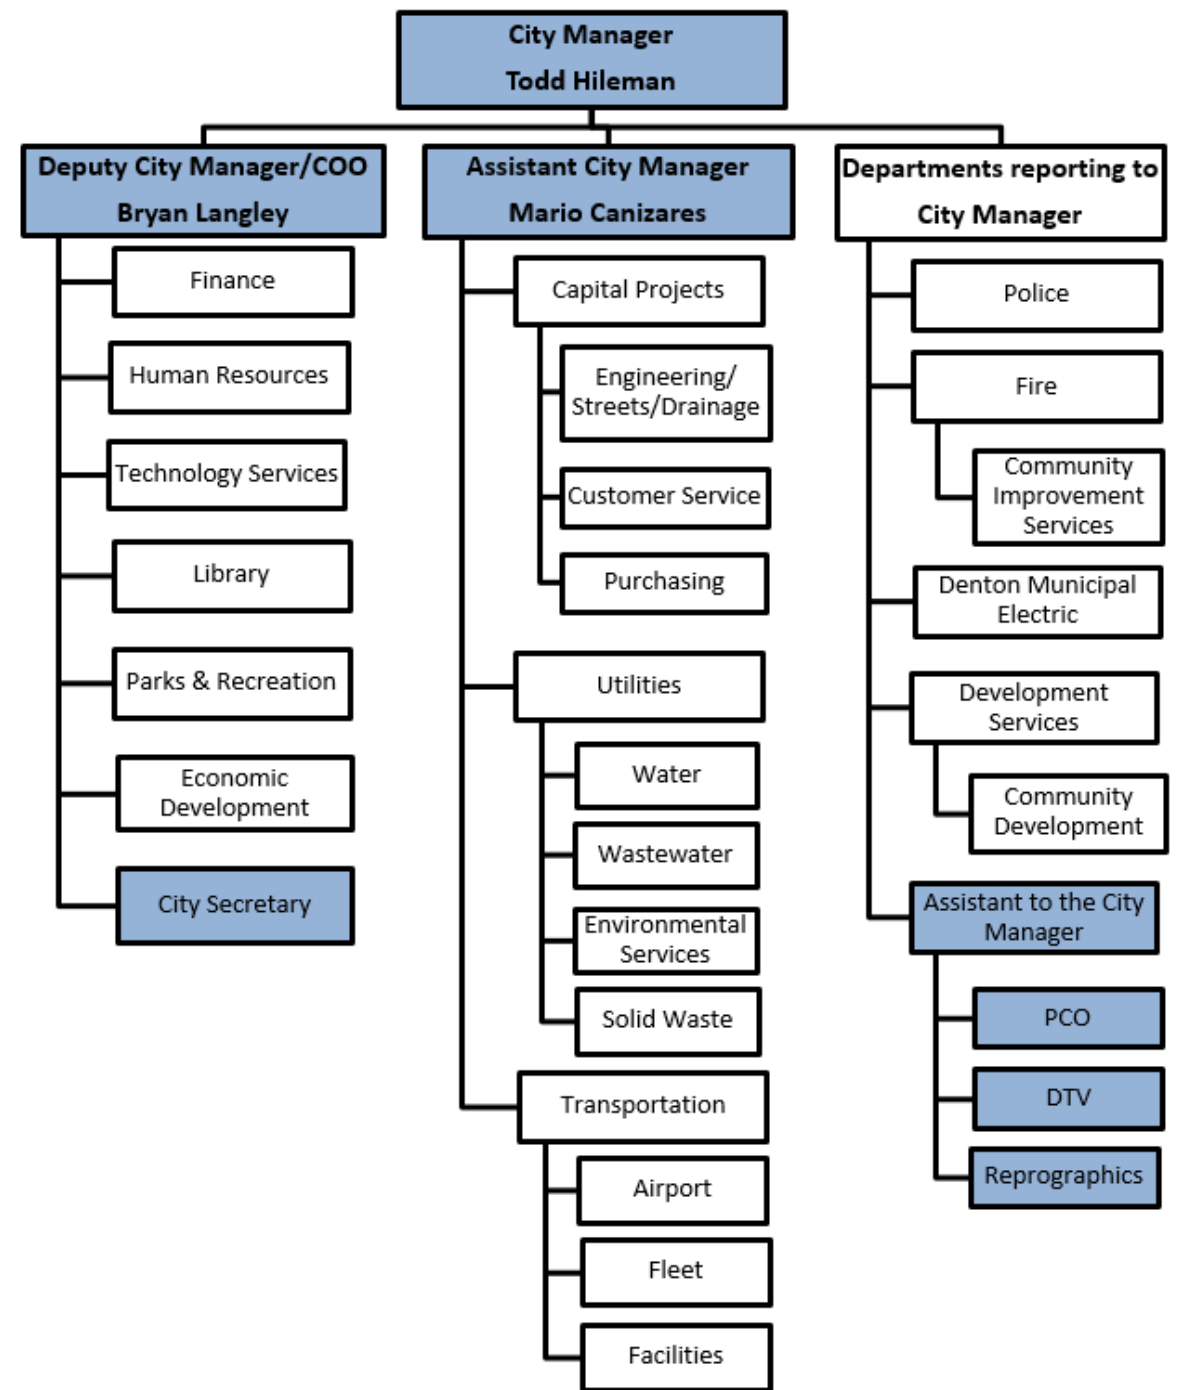 City Manager
Todd Hileman
Deputy City Manager/COO
Bryan Langley
Finance
Human Resources
Technology Services
Library
Parks & Recreation
Economic
Development
City Secretary
Assistant City Manager
Mario Canizares
Capital Projects
Engineering/
Streets/Drainage
Customer Service
Purchasing
Utilities
Water
Wastewater
Environmental
Services
Solid Waste
Transportation
Airport
Fleet
Facilities
Departments reporting to
City Manager
Police
Fire
Community
Improvement
Services
Denton Municipal
Electric
Development
Services
Community
Development
Assistant to the City
Manager
PCO
DTV
Reprographics